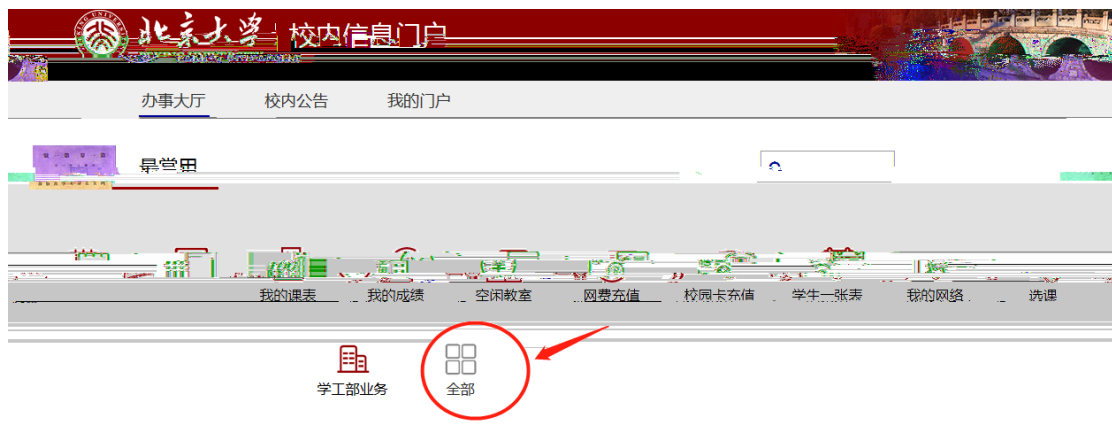 北京大学 校内信息门户
办事大厅 校内公告 我的门户
最常用
我的课表 我的成绩 空闲教室 网费充值 校园卡充值 学生一张表 我的网络 选课
学工部业务 全部